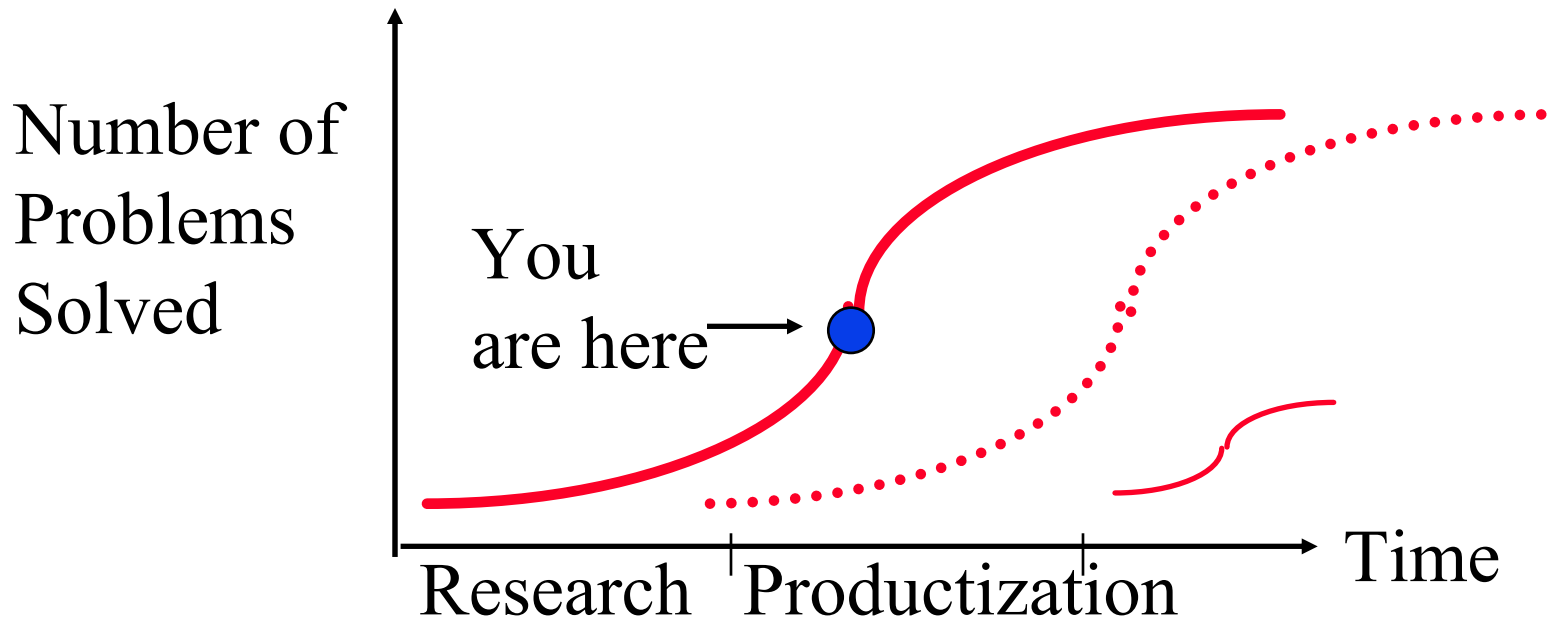 Number of
Problems
Solved
You
are here
Time
Research
Productization